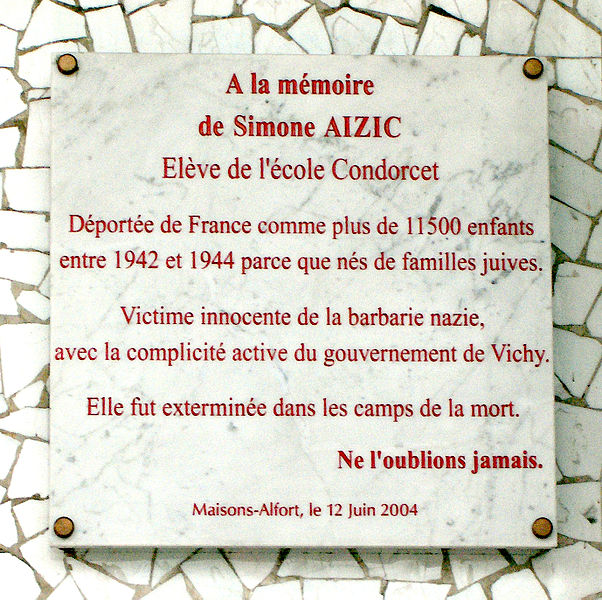 A la mémoire
de Simone AIZIC
Elève de l'école Condorcet
Déportée de France comme plus de 11500 enfants
entre 1942 et 1944 parce que nés de familles juives.
Victime innocente de la barbarie nazie,
avec la complicité active du gouvernement de Vichy.
Elle fut exterminée dans les camps de la mort.
Ne l'oublions jamais.
Maisons-Alfort, le 12 Juin 2004